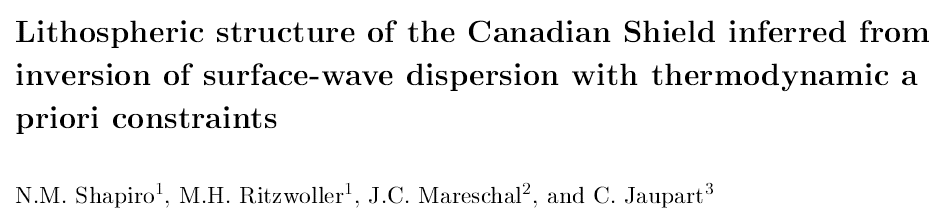 Lithospheric structure of the Canadian Shield inferred from
inversion of surface-wave dispersion with thermodynamic a
priori constraints
N.M. Shapiro¹, M.H. Ritzwoller¹, J.C. Mareschal², and C. Jaupart³